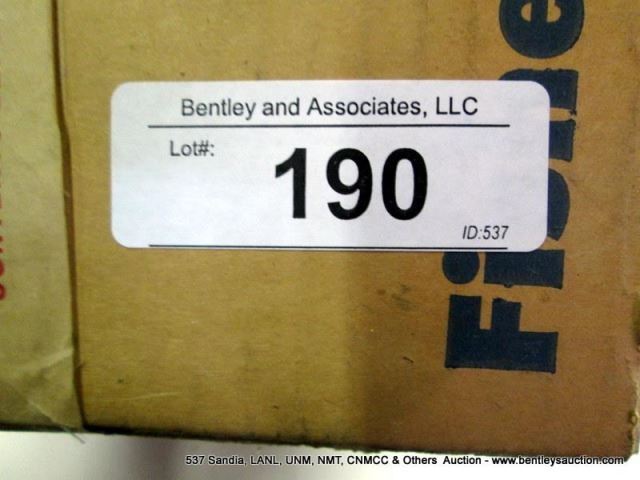 Bentley and Associates, LLC
Lot#:
190
ID:537
537 Sandia, LANL, UNM, NMT, CNMCC & Others Auction - www.bentleysauction.com